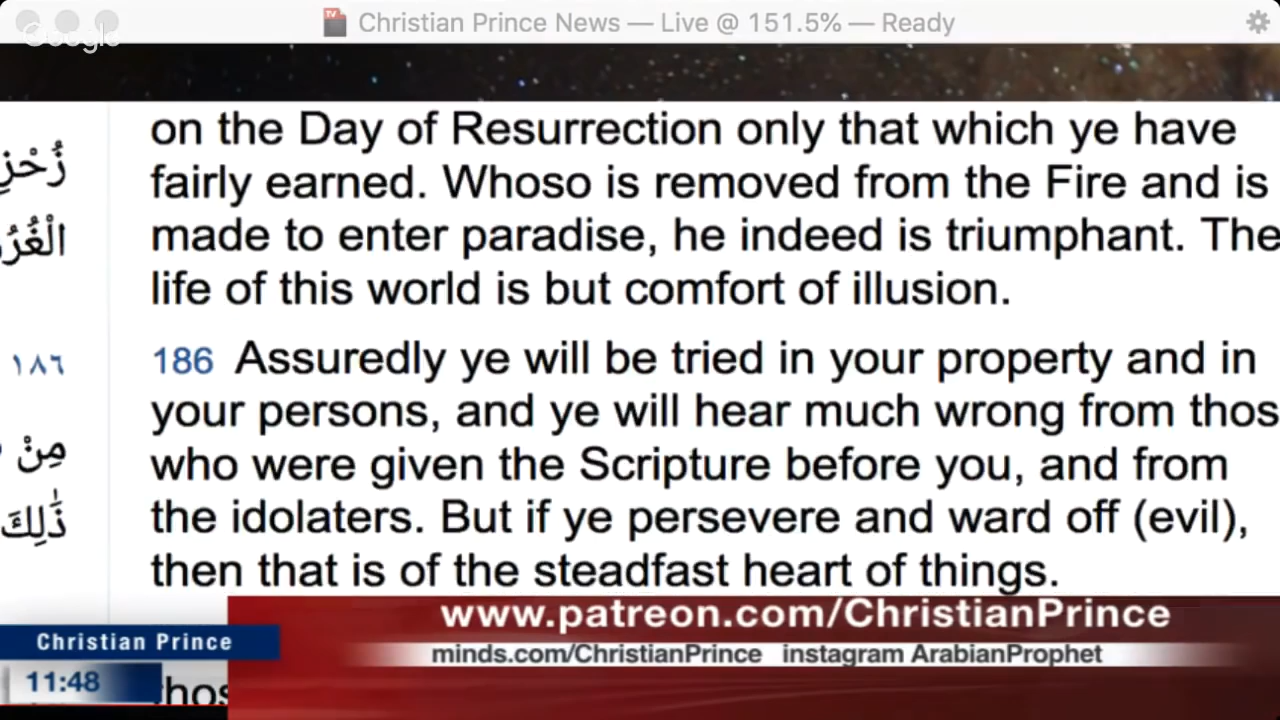 Christian Prince News — Live @ 151.5% — Ready
Google
on the Day of Resurrection only that which ye have
fairly earned. Whoso is removed from the Fire and is
made to enter paradise, he indeed is triumphant. The
life of this world is but comfort of illusion.
الْغُرُ
١٨٦
186 Assuredly ye will be tried in your property and in
your persons, and ye will hear much wrong from thos
who were given the Scripture before you, and from
the idolaters. But if ye persevere and ward off (evil),
then that is of the steadfast heart of things.
مِنْ
ذَٰلِكَ
www.patreon.com/ChristianPrince
Christian Prince
minds.com/ChristianPrince instagram ArabianProphet
11:48